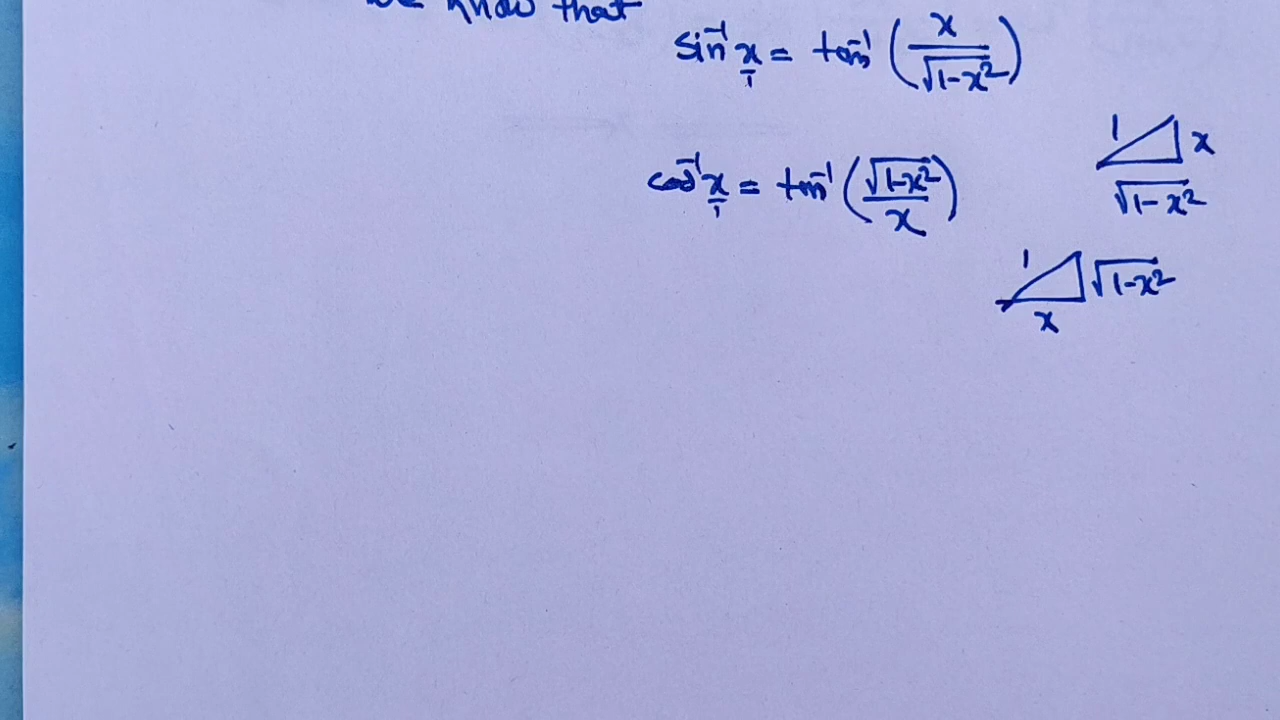 we know that
sin⁻¹ x/1 = tan⁻¹ (x/√1-x²)
1 x
√1-x²
cos⁻¹ x/1 = tan⁻¹ (√1-x²/x)
1 √1-x²
x